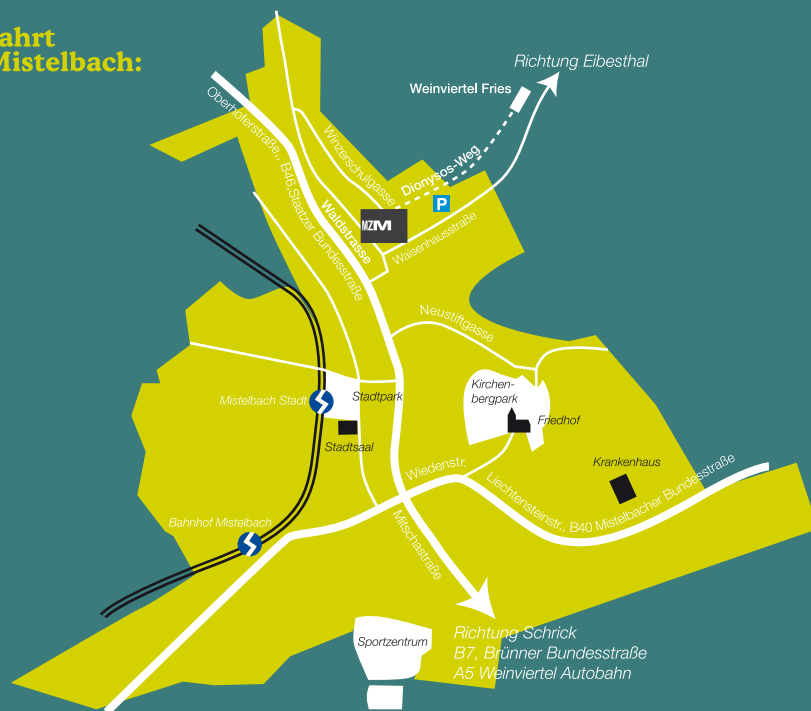 ahrt
Mistelbach:
Richtung Eibesthal
Weinviertel Fries
Oberhoferstraße,, B46,Staatzer Bundesstraße
Winzerschulgasse
Dionysos-Weg
P
MZM
Waldstrasse
Waisenhausstraße
Neustiftgasse
Mistelbach Stadt
Stadtpark
Kirchen-
bergpark
Friedhof
Stadtsaal
Krankenhaus
Wiedenstr.
Liechtensteinstr., B40 Mistelbacher Bundesstraße
Bahnhof Mistelbach
Mitschastraße
Sportzentrum
Richtung Schrick
B7, Brünner Bundesstraße
A5 Weinviertel Autobahn